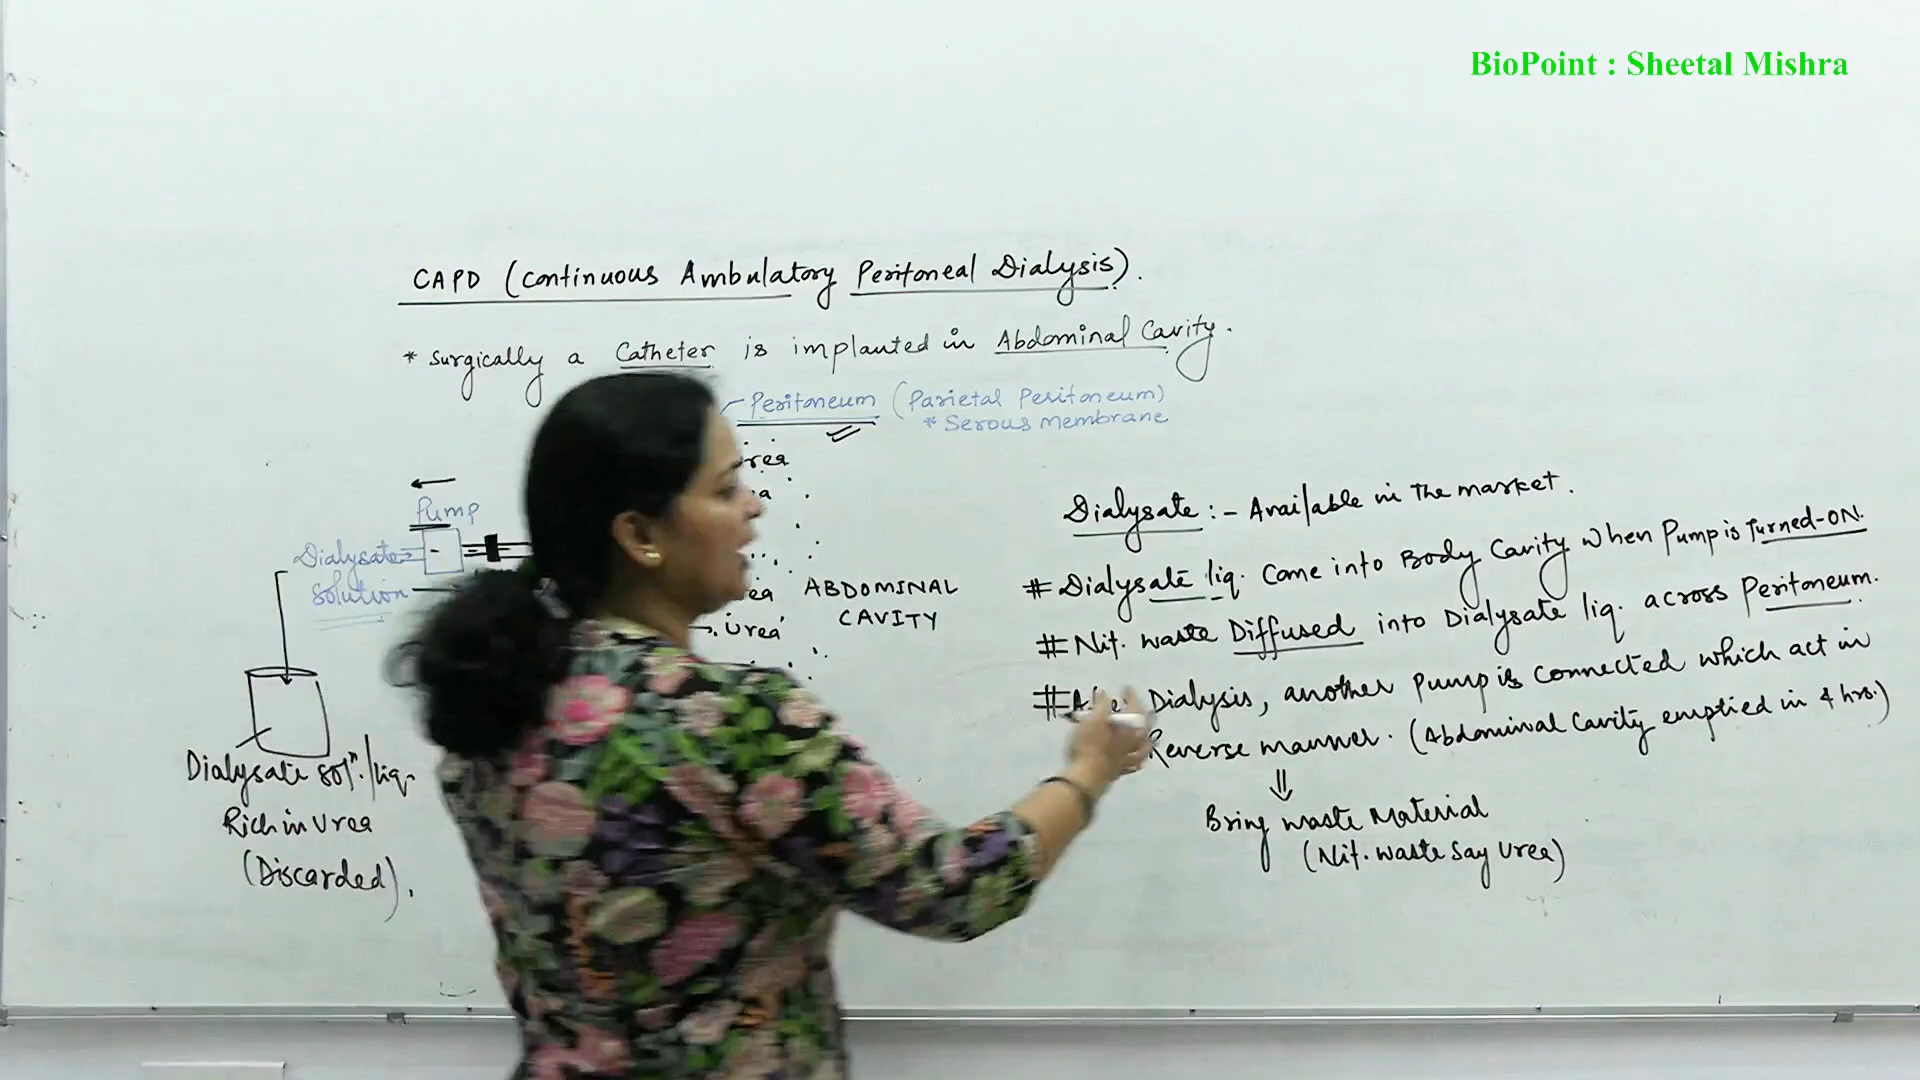 BioPoint : Sheetal Mishra
CAPD (Continuous Ambulatory Peritoneal Dialysis).
* Surgically a Catheter is implanted in Abdominal Cavity.
Peritoneum (Parietal Peritoneum)
* Serous membrane
Urea
Pump
Dialysate
Solution
Urea
ABDOMINAL
CAVITY
Dialysate solⁿ./liq.
Rich in Urea
(Discarded).
Dialysate :- Available in The market.
# Dialysate liq. Come into Body Cavity when Pump is Turned-ON.
# Nit. waste Diffused into Dialysate liq. across Peritoneum.
# Dialysis, another Pump is connected which act in
Reverse manner. (Abdominal Cavity emptied in 4 hrs.)
⇓
Bring waste Material
(Nit. waste Say Urea)